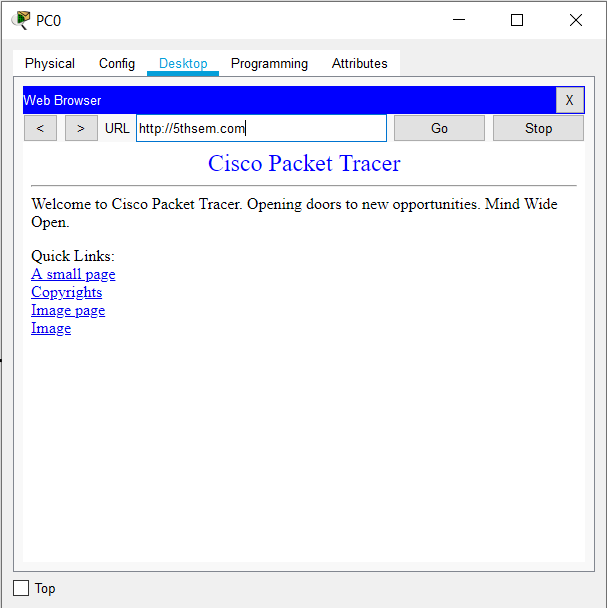 PC0
Physical Config Desktop Programming Attributes
Web Browser X
< > URL http://5thsem.com Go Stop
Cisco Packet Tracer
Welcome to Cisco Packet Tracer. Opening doors to new opportunities. Mind Wide
Open.
Quick Links:
A small page
Copyrights
Image page
Image
Top